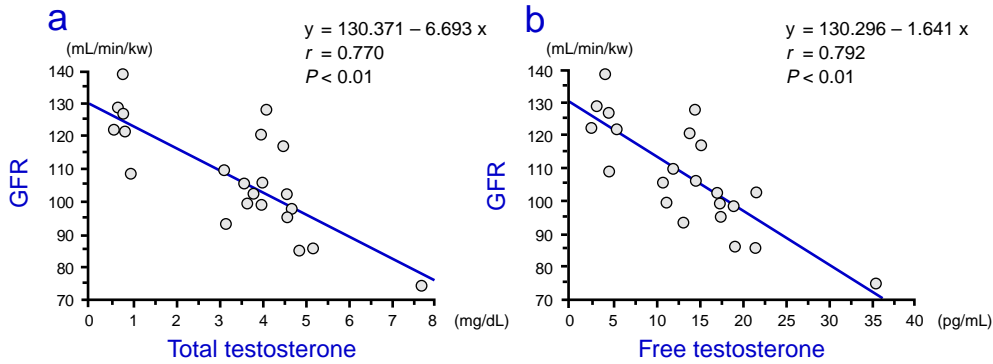 a
(mL/min/kw)
y = 130.371 – 6.693 x
r = 0.770
P < 0.01
140
130
120
110
100
90
80
70
GFR
0 1 2 3 4 5 6 7 8 (mg/dL)
Total testosterone
b
(mL/min/kw)
y = 130.296 – 1.641 x
r = 0.792
P < 0.01
140
130
120
110
100
90
80
70
GFR
0 5 10 15 20 25 30 35 40 (pg/mL)
Free testosterone